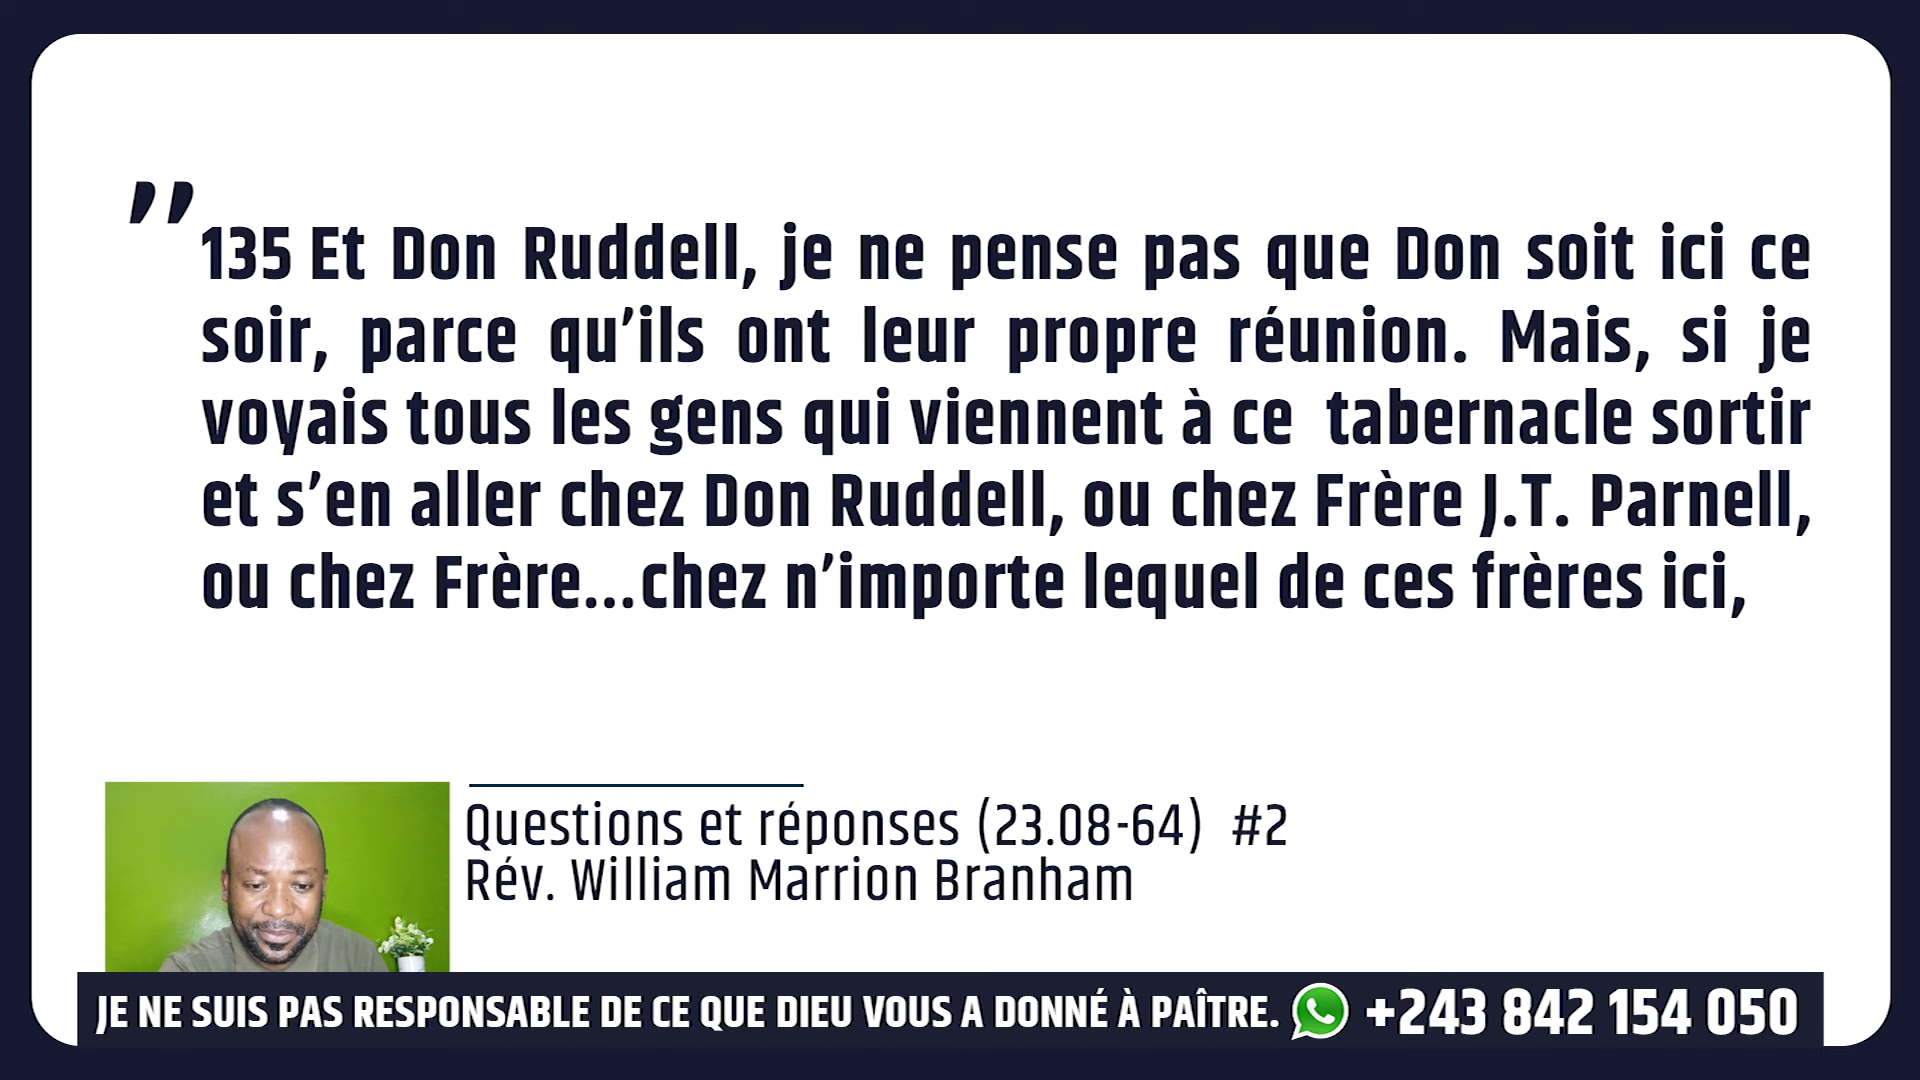 ”
135 Et Don Ruddell, je ne pense pas que Don soit ici ce
soir, parce qu’ils ont leur propre réunion. Mais, si je
voyais tous les gens qui viennent à ce tabernacle sortir
et s’en aller chez Don Ruddell, ou chez Frère J.T. Parnell,
ou chez Frère...chez n’importe lequel de ces frères ici,
Questions et réponses (23.08-64) #2
Rév. William Marrion Branham
JE NE SUIS PAS RESPONSABLE DE CE QUE DIEU VOUS A DONNÉ À PAÎTRE. +243 842 154 050